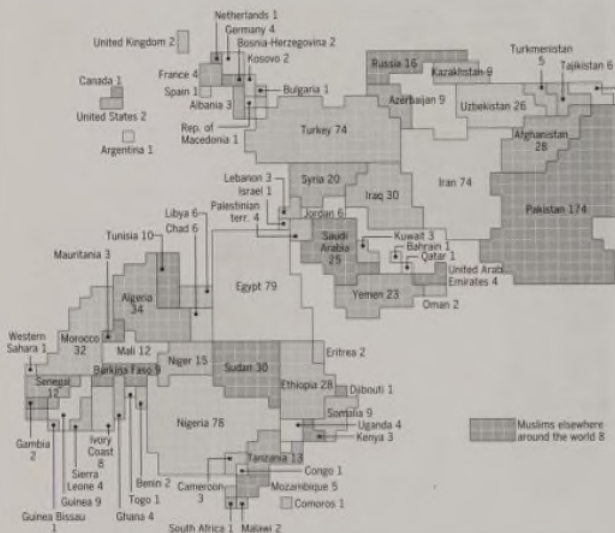 Netherlands 1
Germany 4
Bosnia-Herzegovina 2
United Kingdom 2
Kosovo 2
France 4
Spain 1
Albania 3
Bulgaria 1
Rep. of
Macedonia 1
Canada 1
United States 2
Argentina 1
Russia 16
Kazakhstan 9
Turkmenistan
5
Tajikistan 6
Azerbaijan 9
Uzbekistan 26
Turkey 74
Afghanistan
28
Iran 74
Pakistan 174
Lebanon 3
Israel 1
Palestinian
terr. 4
Syria 20
Iraq 30
Jordan 6
Saudi
Arabia
25
Kuwait 3
Bahrain 1
Qatar 1
United Arab
Emirates 4
Yemen 23
Oman 2
Libya 6
Chad 6
Tunisia 10
Mauritania 3
Algeria
34
Egypt 79
Western
Sahara 1
Morocco
32
Mali 12
Niger 15
Sudan 30
Eritrea 2
Senegal
12
Burkina Faso 9
Ethiopia 28
Djibouti 1
Somalia 9
Nigeria 78
Uganda 4
Kenya 3
Muslims elsewhere
around the world 8
Gambia
2
Ivory
Coast
8
Sierra
Leone 4
Guinea 9
Guinea Bissau
1
Benin 2
Togo 1
Ghana 4
Tanzania 13
Cameroon
3
Congo 1
Mozambique 5
Comoros 1
South Africa 1
Malawi 2